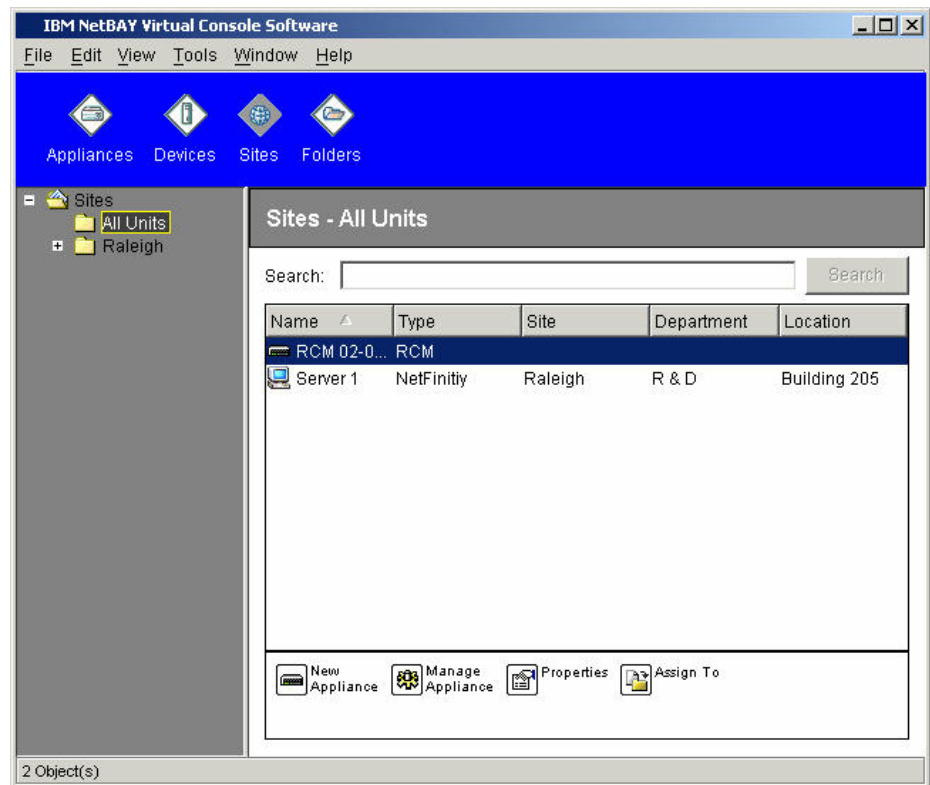 IBM NetBAY Virtual Console Software
File Edit View Tools Window Help
Appliances Devices Sites Folders
Sites
All Units
Raleigh
Sites - All Units
Search: Search
Name Type Site Department Location
RCM 02-0... RCM
Server 1 NetFinitiy Raleigh R & D Building 205
New Appliance Manage Appliance Properties Assign To
2 Object(s)